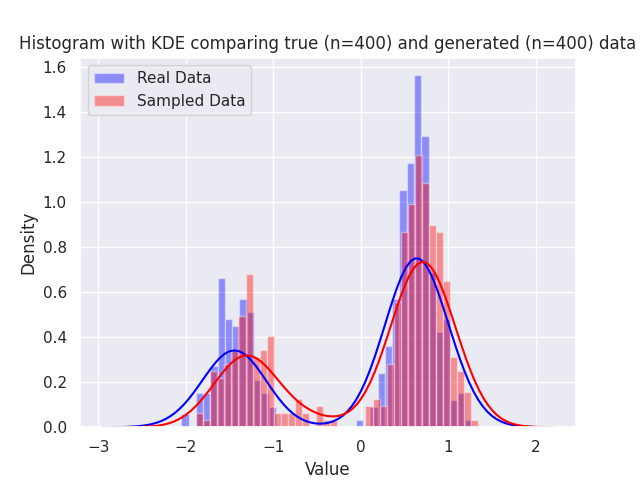 Histogram with KDE comparing true (n=400) and generated (n=400) data
Real Data
Sampled Data
Density
1.6
1.4
1.2
1.0
0.8
0.6
0.4
0.2
0.0
−3 −2 −1 0 1 2
Value